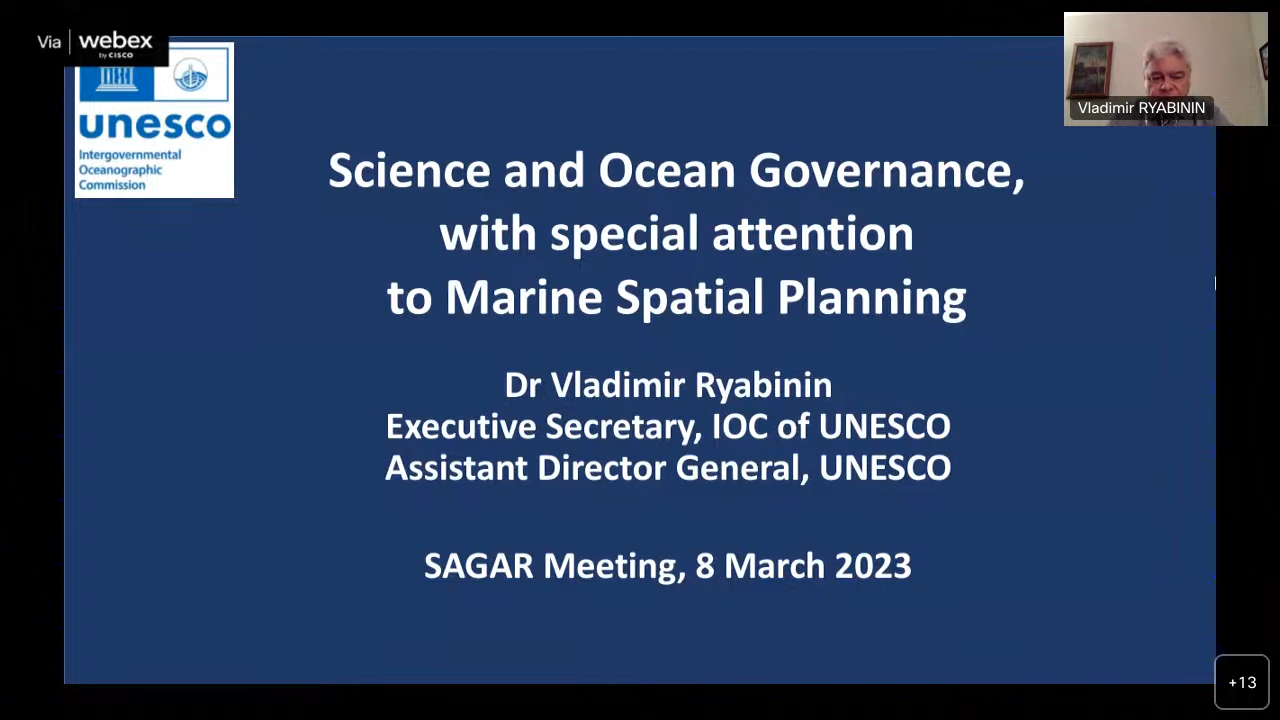 Via webex
by CISCO
unesco
Intergovernmental
Oceanographic
Commission
Vladimir RYABININ
Science and Ocean Governance,
with special attention
to Marine Spatial Planning
Dr Vladimir Ryabinin
Executive Secretary, IOC of UNESCO
Assistant Director General, UNESCO
SAGAR Meeting, 8 March 2023
+13